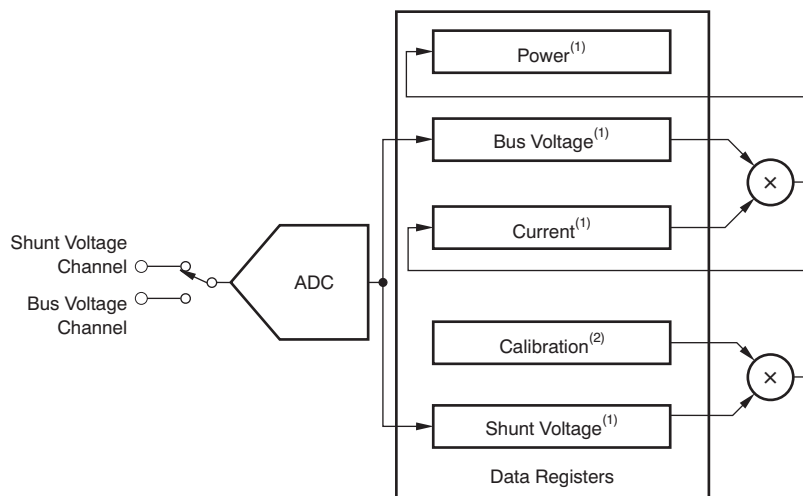 Power(1)
Bus Voltage(1)
×
Current(1)
Shunt Voltage
Channel
ADC
Bus Voltage
Channel
Calibration(2)
×
Shunt Voltage(1)
Data Registers